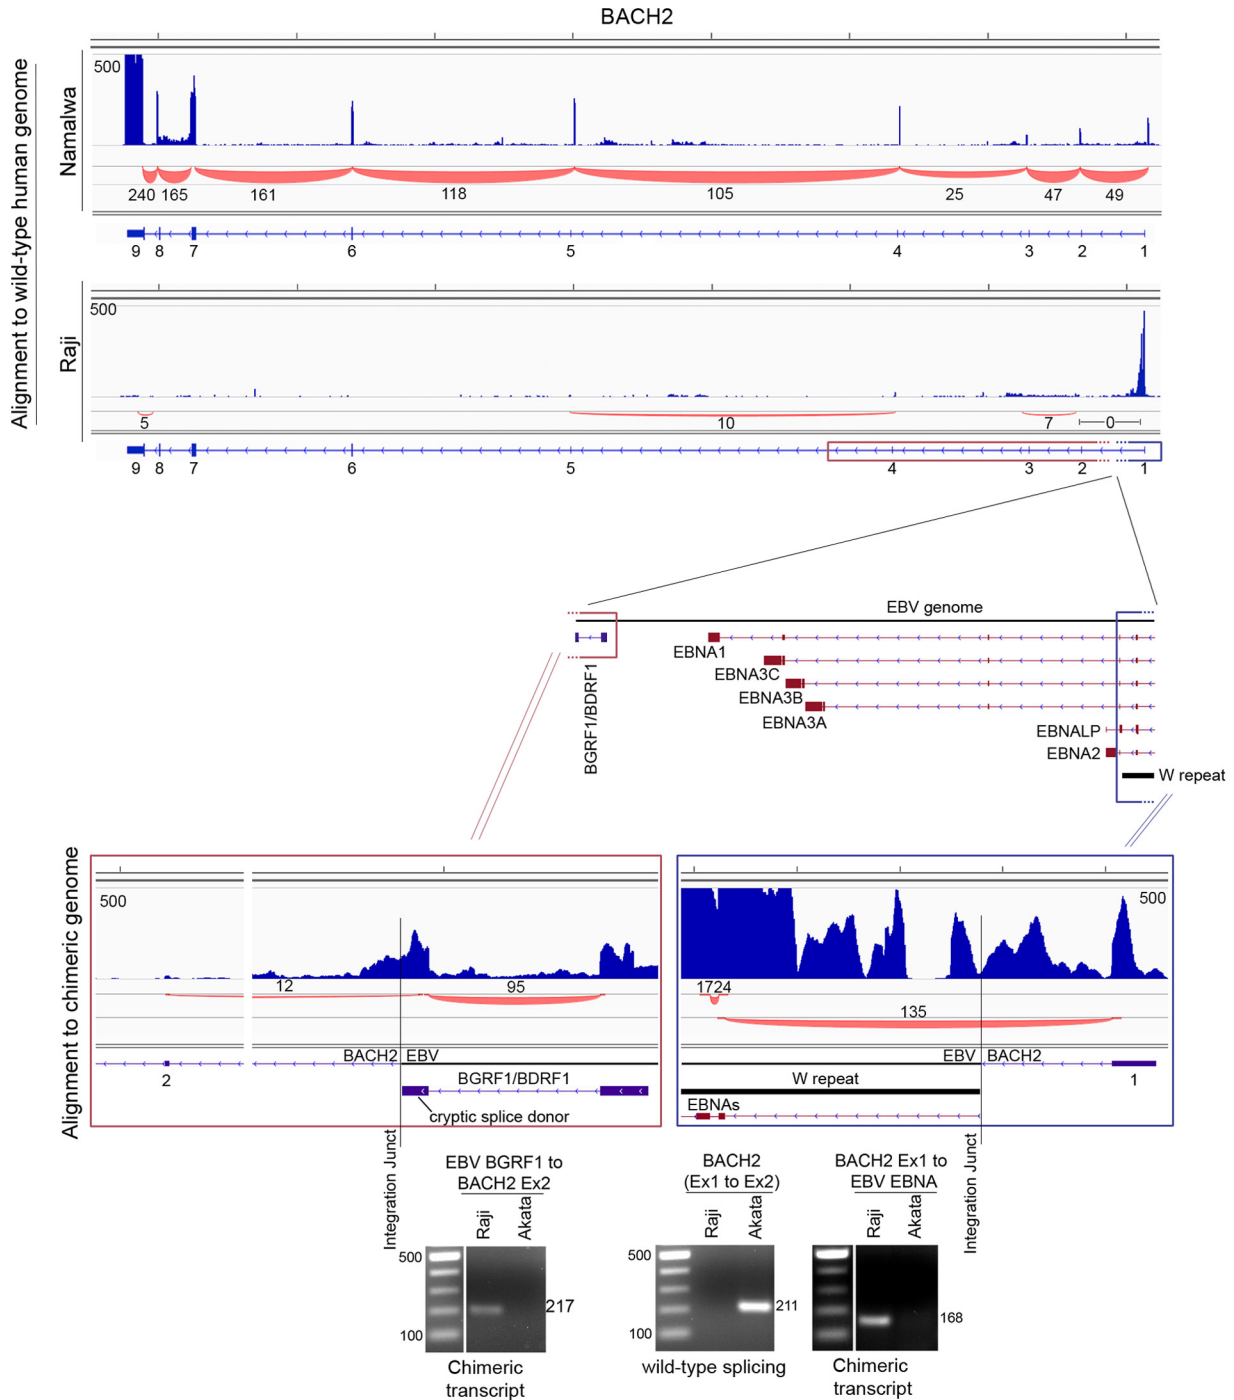 BACH2
Alignment to wild-type human genome
Namalwa
500
240 165 161 118 105 25 47 49
9 8 7 6 5 4 3 2 1
Raji
500
5 10 7 0
9 8 7 6 5 4 3 2 1
EBV genome
EBNA1
EBNA3C
EBNA3B
EBNA3A
EBNALP
EBNA2
W repeat
BGRF1/BDRF1
Alignment to chimeric genome
500
12 95
BACH2 EBV
2
BGRF1/BDRF1
cryptic splice donor
500
1724
135
EBV BACH2
1
W repeat
EBNAs
Integration Junct
Integration Junct
EBV BGRF1 to
BACH2 Ex2
Raji Akata
500
217
100
Chimeric
transcript
BACH2
(Ex1 to Ex2)
Raji Akata
500
211
100
wild-type splicing
BACH2 Ex1 to
EBV EBNA
Raji Akata
500
168
100
Chimeric
transcript